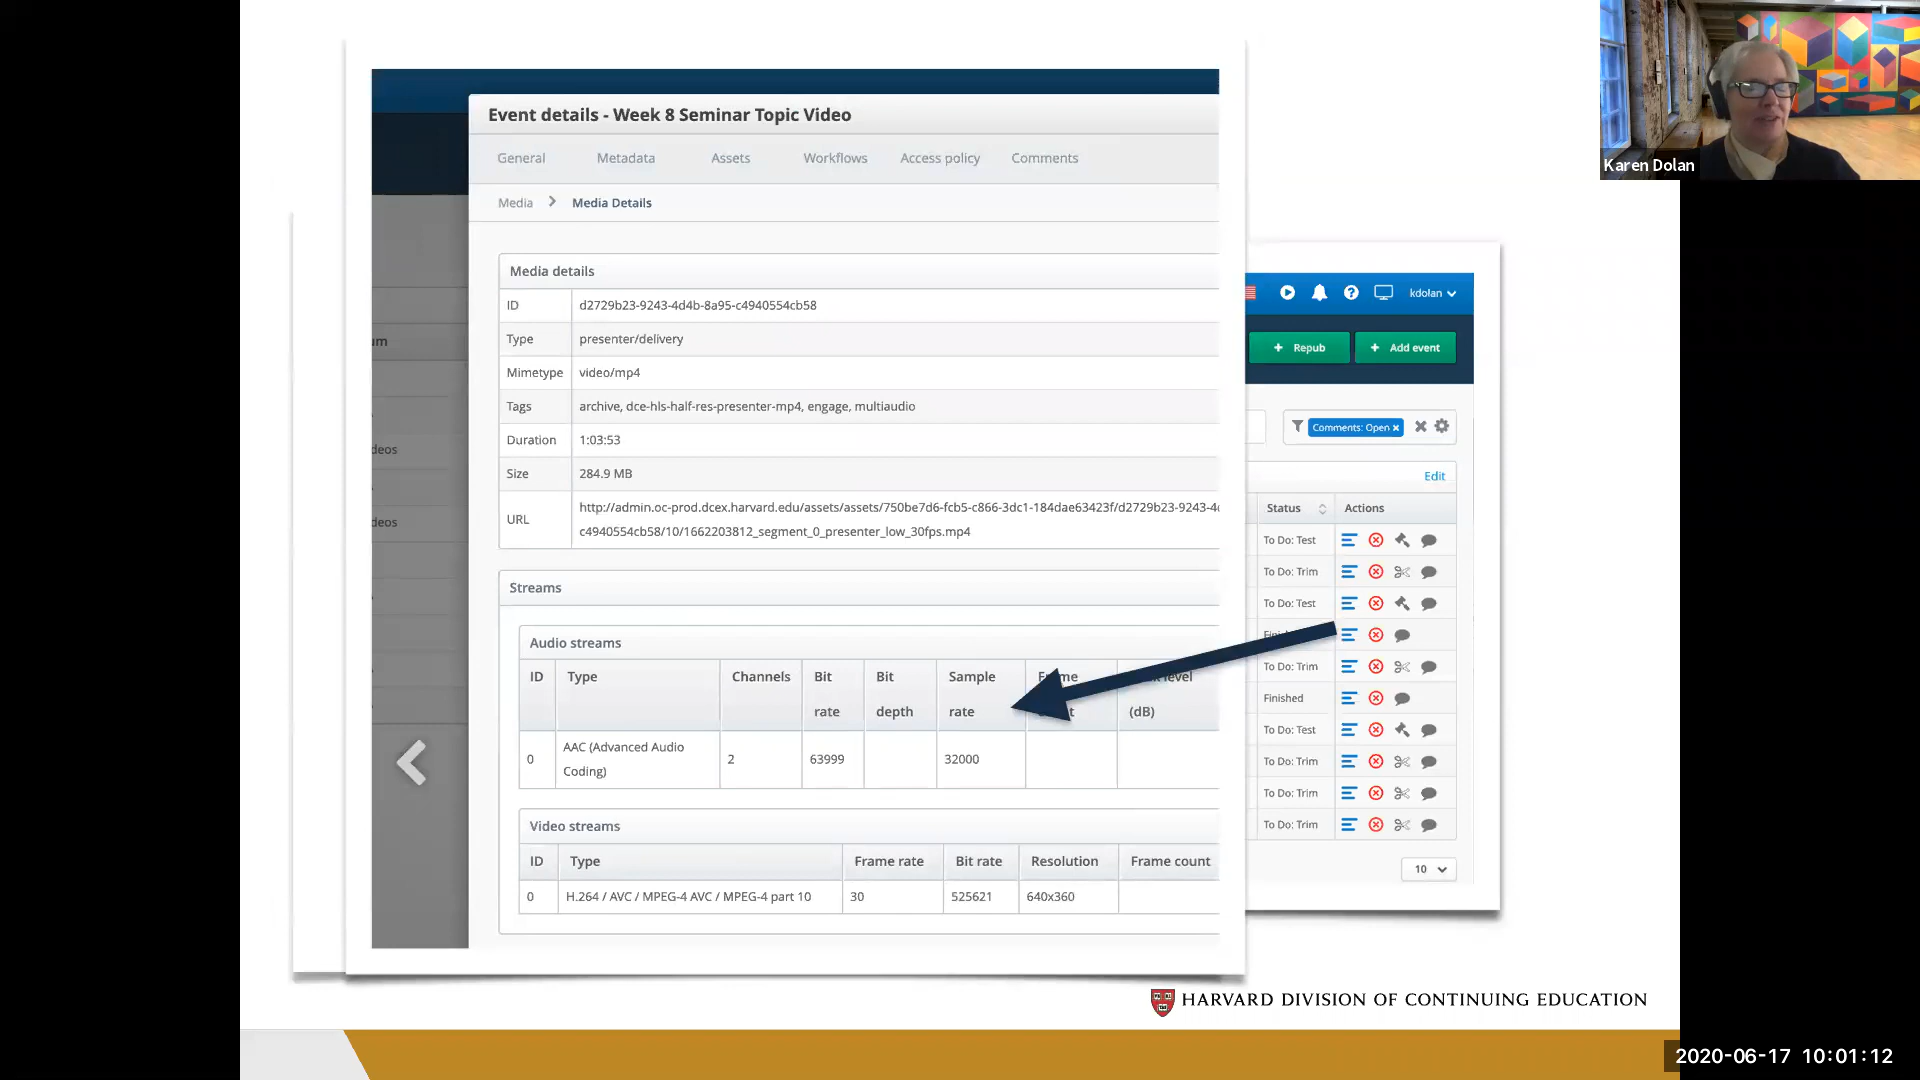 Event details - Week 8 Seminar Topic Video
General Metadata Assets Workflows Access policy Comments
Media > Media Details
Media details
ID d2729b23-9243-4d4b-8a95-c4940554cb58
Type presenter/delivery
Mimetype video/mp4
Tags archive, dce-hls-half-res-presenter-mp4, engage, multiaudio
Duration 1:03:53
Size 284.9 MB
URL http://admin.oc-prod.dcex.harvard.edu/assets/assets/750be7d6-fcb5-c866-3dc1-184dae63423f/d2729b23-9243-4
c4940554cb58/10/1662203812_segment_0_presenter_low_30fps.mp4
Streams
Audio streams
ID Type Channels Bit rate Bit depth Sample rate (dB)
0 AAC (Advanced Audio Coding) 2 63999 32000
Video streams
ID Type Frame rate Bit rate Resolution Frame count
0 H.264 / AVC / MPEG-4 AVC / MPEG-4 part 10 30 525621 640x360
um
deos
deos
kdolan
+ Repub + Add event
Comments: Open ×
Edit
Status Actions
To Do: Test
To Do: Trim
To Do: Test
To Do: Trim
Finished
To Do: Test
To Do: Trim
To Do: Trim
To Do: Trim
10
Karen Dolan
HARVARD DIVISION OF CONTINUING EDUCATION
2020-06-17 10:01:12